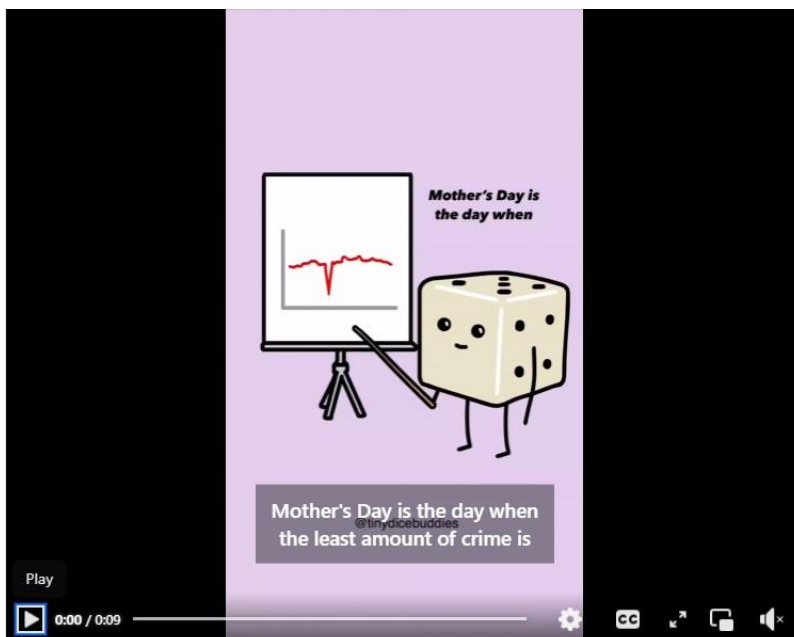 Mother's Day is
the day when
Mother's Day is the day when
@tinydicebuddies
the least amount of crime is
Play
0:00 / 0:09
CC